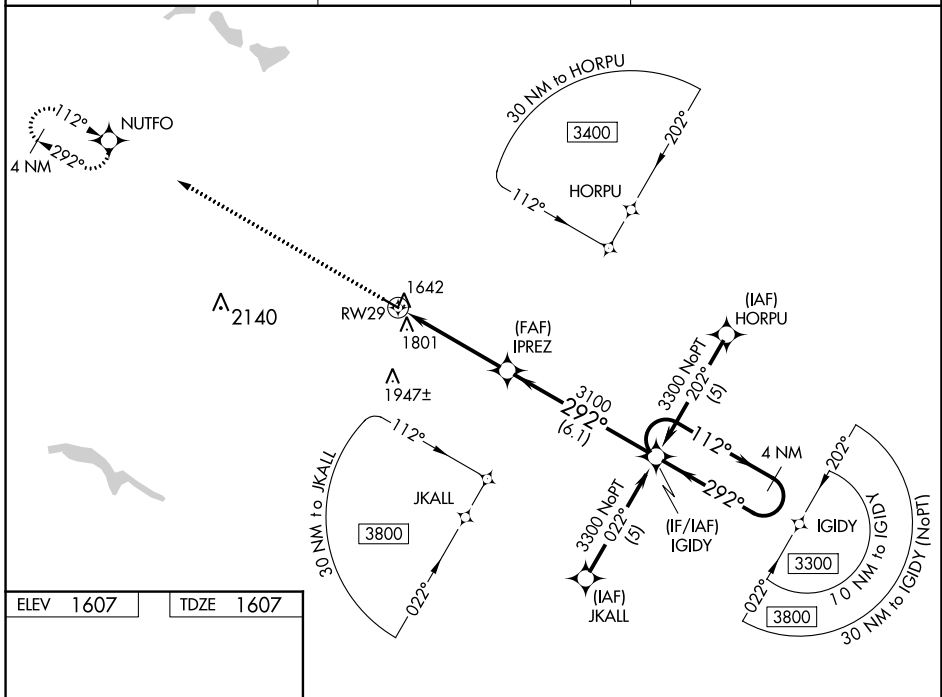 30 NM to HORPU
3400
202°
HORPU
112°
112°
NUTFO
292°
4 NM
1642
RW29
2140
1801
1947±
(FAF)
IPREZ
(IAF)
HORPU
3300 NoPT
202°
(5)
3100
292°
(6.1)
112°
4 NM
292°
(IF/IAF)
IGIDY
3300 NoPT
022°
(5)
(IAF)
JKALL
30 NM to JKALL
112°
JKALL
3800
022°
202°
IGIDY
3300
10 NM to IGIDY
022°
3800
30 NM to IGIDY (NoPT)
ELEV 1607
TDZE 1607